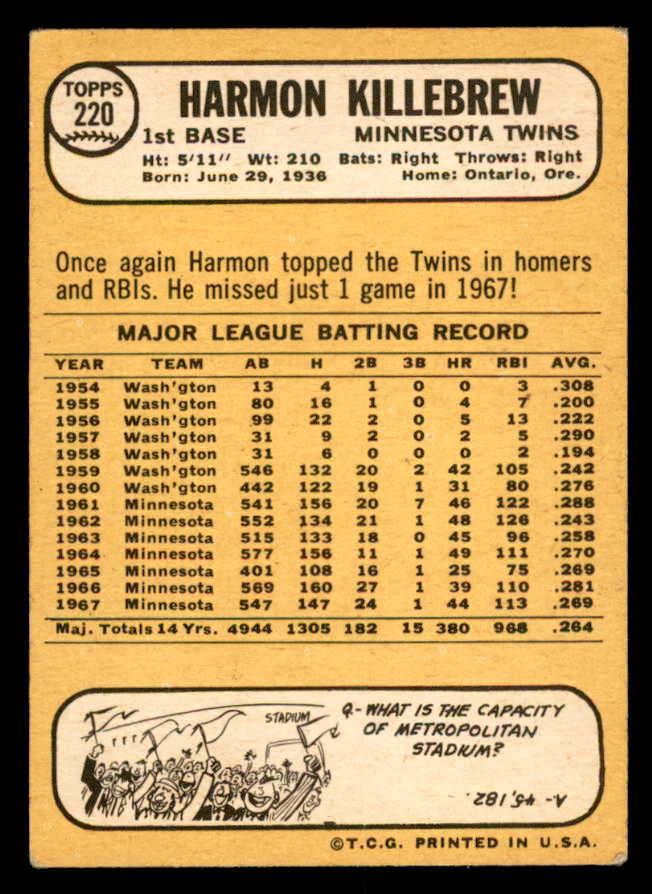 TOPPS
220
HARMON KILLEBREW
1st BASE MINNESOTA TWINS
Ht: 5'11" Wt: 210 Bats: Right Throws: Right
Born: June 29, 1936 Home: Ontario, Ore.
Once again Harmon topped the Twins in homers
and RBIs. He missed just 1 game in 1967!
MAJOR LEAGUE BATTING RECORD
YEAR TEAM AB H 2B 3B HR RBI AVG.
1954 Wash'gton 13 4 1 0 0 3 .308
1955 Wash'gton 80 16 1 0 4 7 .200
1956 Wash'gton 99 22 2 0 5 13 .222
1957 Wash'gton 31 9 2 0 2 5 .290
1958 Wash'gton 31 6 0 0 0 2 .194
1959 Wash'gton 546 132 20 2 42 105 .242
1960 Wash'gton 442 122 19 1 31 80 .276
1961 Minnesota 541 156 20 7 46 122 .288
1962 Minnesota 552 134 21 1 48 126 .243
1963 Minnesota 515 133 18 0 45 96 .258
1964 Minnesota 577 156 11 1 49 111 .270
1965 Minnesota 401 108 16 1 25 75 .269
1966 Minnesota 569 160 27 1 39 110 .281
1967 Minnesota 547 147 24 1 44 113 .269
Maj. Totals 14 Yrs. 4944 1305 182 15 380 968 .264
STADIUM
Q- WHAT IS THE CAPACITY
OF METROPOLITAN
STADIUM?
A- 45,182.
©T.C.G. PRINTED IN U.S.A.